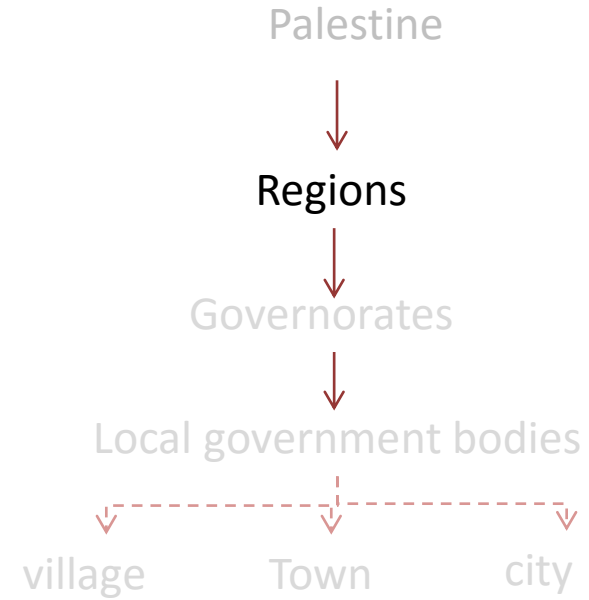 Palestine
Regions
Governorates
Local government bodies
village Town city